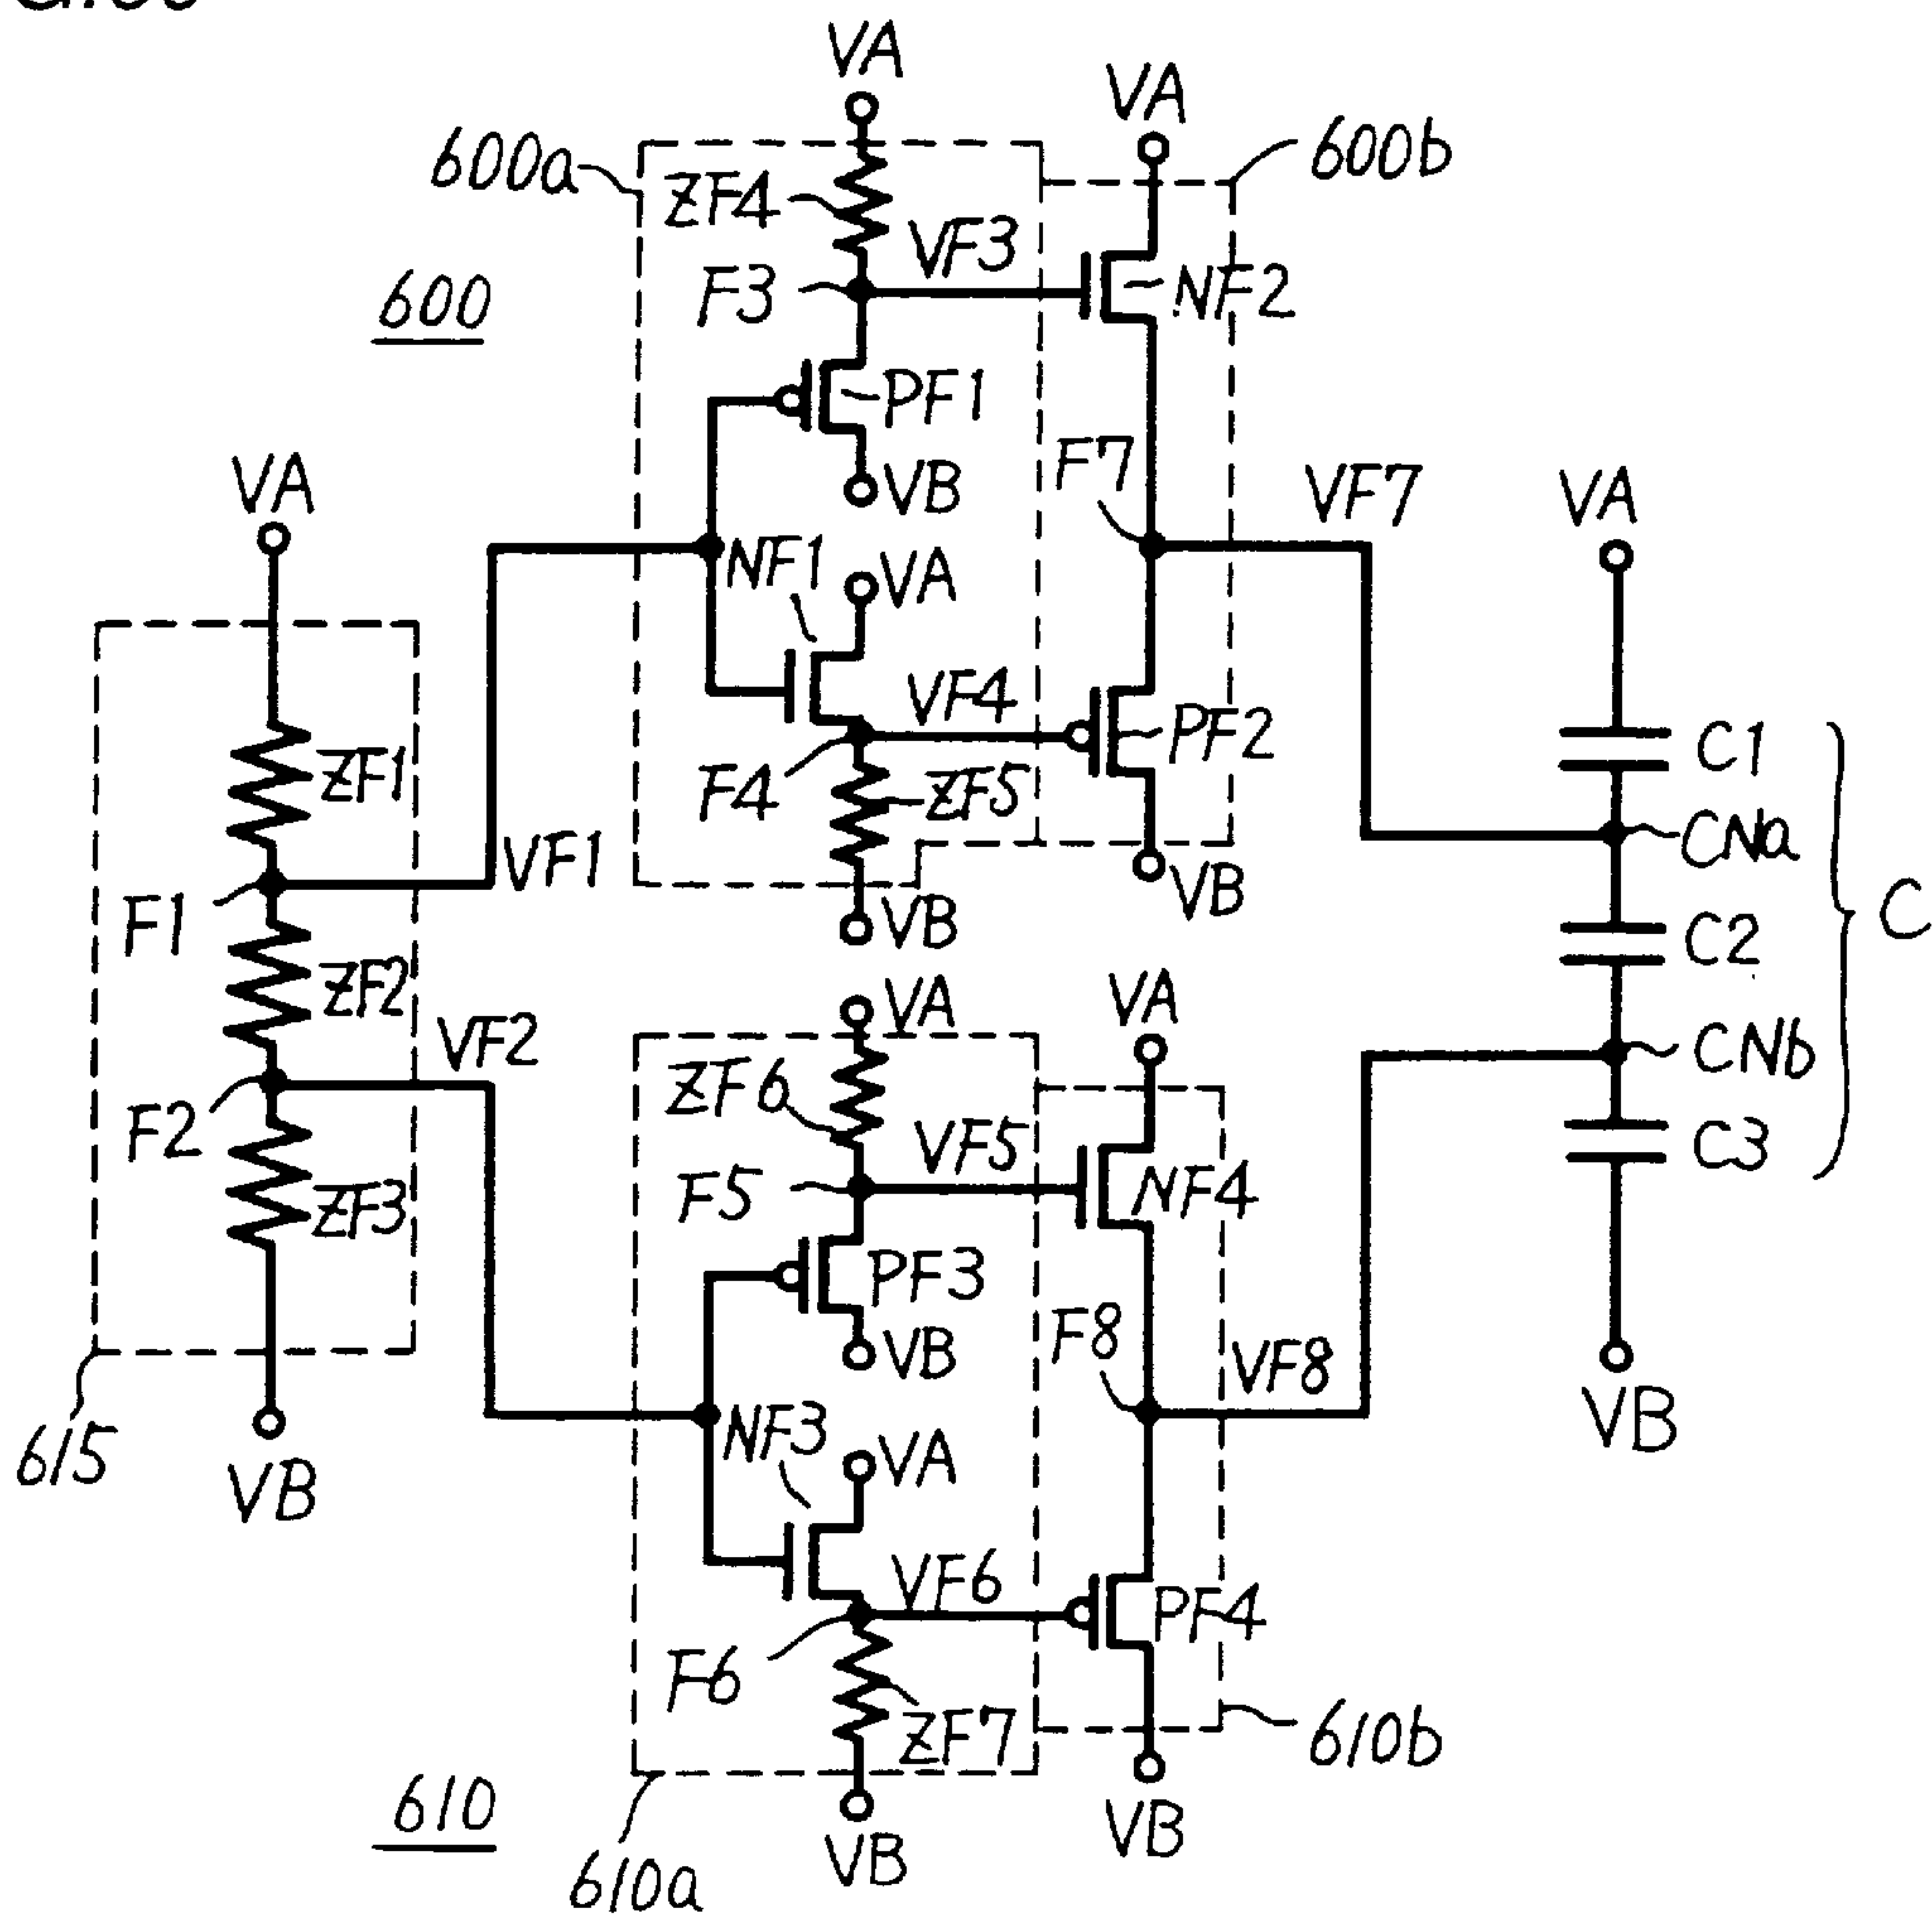 VA
VA
600a
600b
ZF4
VF3
F3
NF2
600
PF1
VB
F7
VF7
VA
VA
NF1
VA
VF4
PF2
C1
ZF1
F4
ZF5
CNa
VF1
VB
F1
VB
C
C2
ZF2
VA
VA
VF2
CNb
ZF6
F2
VF5
C3
F5
NF4
ZF3
PF3
F8
VB
VF8
VB
NF3
VA
615
VB
VF6
PF4
F6
ZF7
610b
610
VB
VB
610a